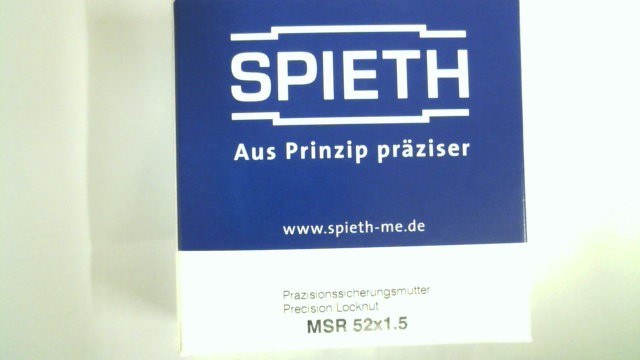 SPIETH
Aus Prinzip präziser
www.spieth-me.de
Präzisionssicherungsmutter
Precision Locknut
MSR 52x1.5